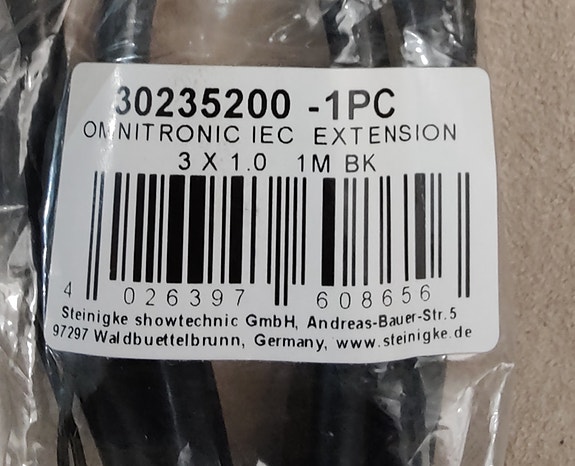 30235200 -1PC
OMNITRONIC IEC EXTENSION
3 X 1.0 1M BK
4 026397 608656
Steinigke showtechnic GmbH, Andreas-Bauer-Str.5
97297 Waldbuettelbrunn, Germany, www.steinigke.de